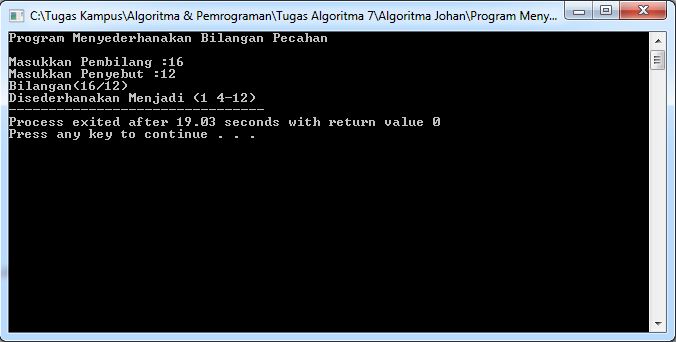 C:\Tugas Kampus\Algoritma & Pemrograman\Tugas Algoritma 7\Algoritma Johan\Program Meny...
Program Menyederhanakan Bilangan Pecahan
Masukkan Pembilang :16
Masukkan Penyebut :12
Bilangan(16/12)
Disederhanakan Menjadi (1 4-12)
--------------------------------
Process exited after 19.03 seconds with return value 0
Press any key to continue . . .